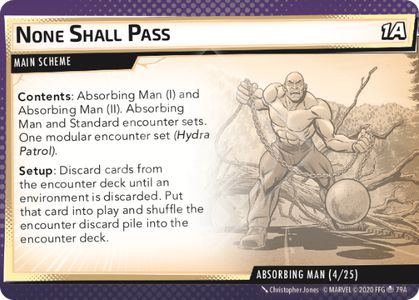 None Shall Pass
1A
MAIN SCHEME
Contents: Absorbing Man (I) and
Absorbing Man (II). Absorbing
Man and Standard encounter sets.
One modular encounter set (Hydra
Patrol).
Setup: Discard cards from
the encounter deck until an
environment is discarded. Put
that card into play and shuffle the
encounter discard pile into the
encounter deck.
ABSORBING MAN (4/25)
Christopher Jones © MARVEL © 2020 FFG 79A